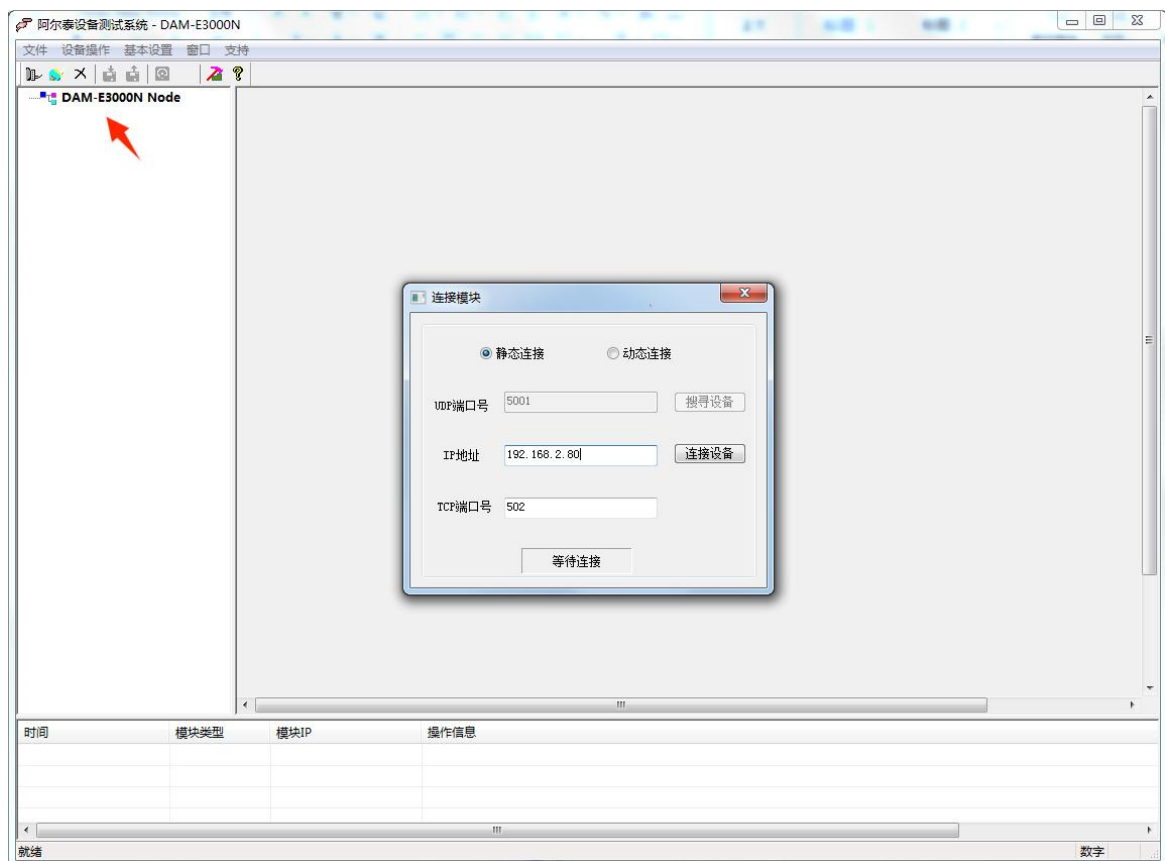 阿尔泰设备测试系统 - DAM-E3000N
文件 设备操作 基本设置 窗口 支持
DAM-E3000N Node
连接模块
静态连接 动态连接
UDP端口号 5001 搜寻设备
IP地址 192.168.2.80 连接设备
TCP端口号 502
等待连接
时间 模块类型 模块IP 操作信息
就绪 数字